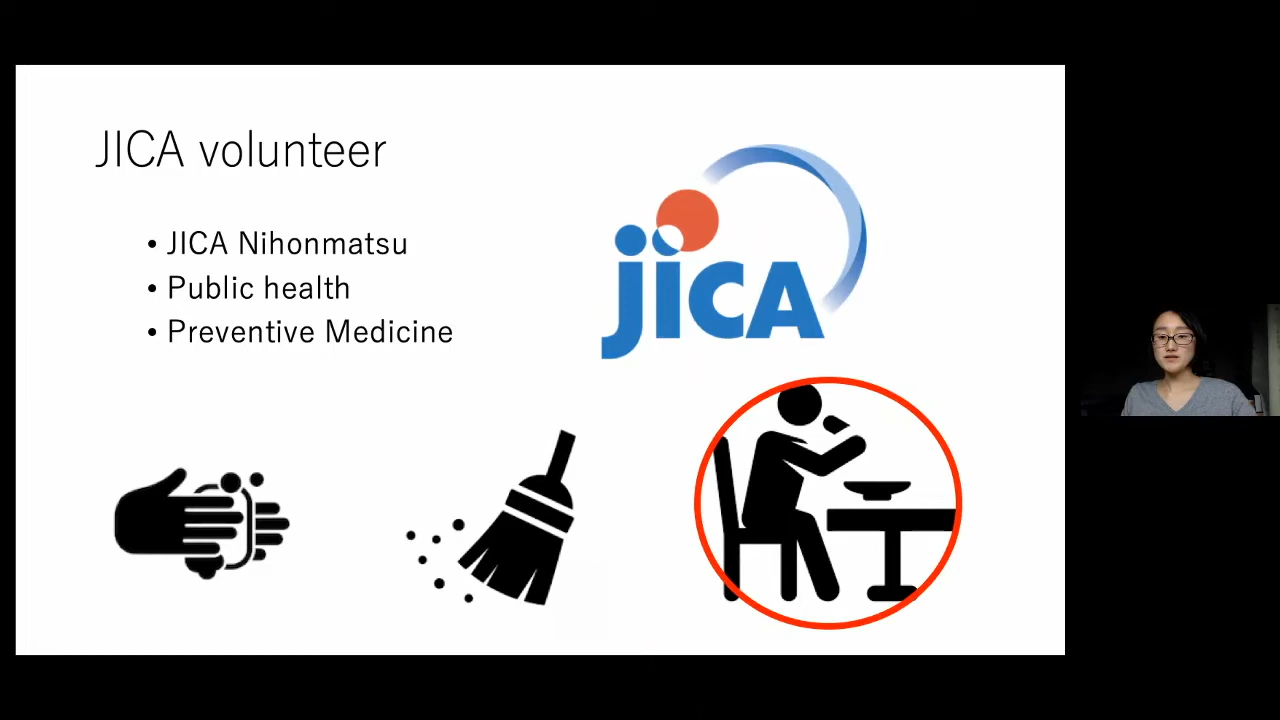 JICA volunteer
• JICA Nihonmatsu
• Public health
• Preventive Medicine
jICA